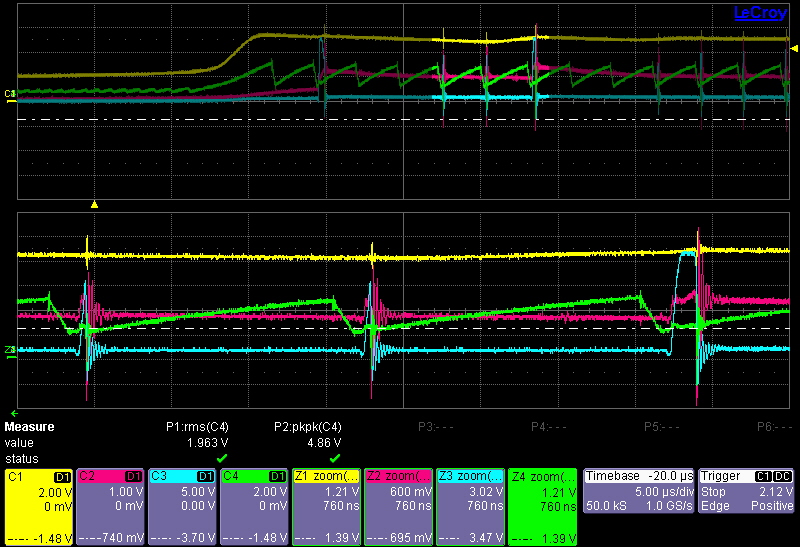 LeCroy
C4
Z3
Measure P1:rms(C4) P2:pkpk(C4) P3:--- P4:--- P5:--- P6:---
value 1.963 V 4.86 V
status
C1 D1 C2 D1 C3 D1 C4 D1 Z1 zoom(... Z2 zoom(... Z3 zoom(... Z4 zoom(... Timebase -20.0 µs Trigger C1 DC
2.00 V 1.00 V 5.00 V 2.00 V 1.21 V 600 mV 3.02 V 1.21 V 5.00 µs/div Stop 2.12 V
0 mV 0 mV 0.00 V 0 mV 760 ns 760 ns 760 ns 760 ns 50.0 kS 1.0 GS/s Edge Positive
-1.48 V -740 mV -3.70 V -1.48 V 1.39 V 695 mV 3.47 V 1.39 V